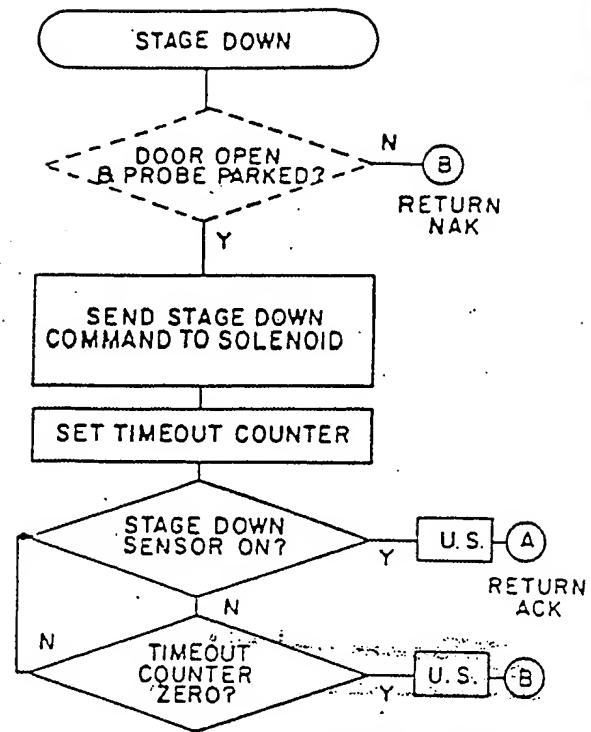 STAGE DOWN
DOOR OPEN
& PROBE PARKED?
N
B
RETURN
NAK
Y
SEND STAGE DOWN
COMMAND TO SOLENOID
SET TIMEOUT COUNTER
STAGE DOWN
SENSOR ON?
Y
U.S.
A
RETURN
ACK
N
N
TIMEOUT
COUNTER
ZERO?
Y
U.S.
B